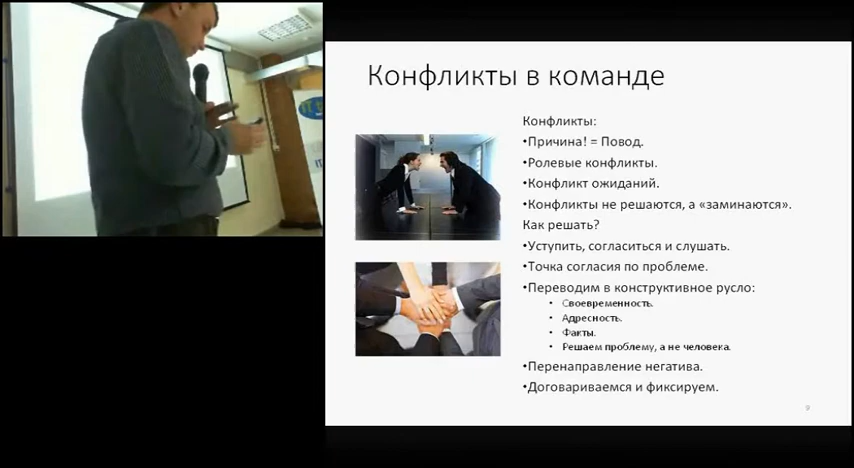 Конфликты в команде
Конфликты:
•Причина! = Повод.
•Ролевые конфликты.
•Конфликт ожиданий.
•Конфликты не решаются, а «заминаются».
Как решать?
•Уступить, согласиться и слушать.
•Точка согласия по проблеме.
•Переводим в конструктивное русло:
• Своевременность.
• Адресность.
• Факты.
• Решаем проблему, а не человека.
•Перенаправление негатива.
•Договариваемся и фиксируем.
9